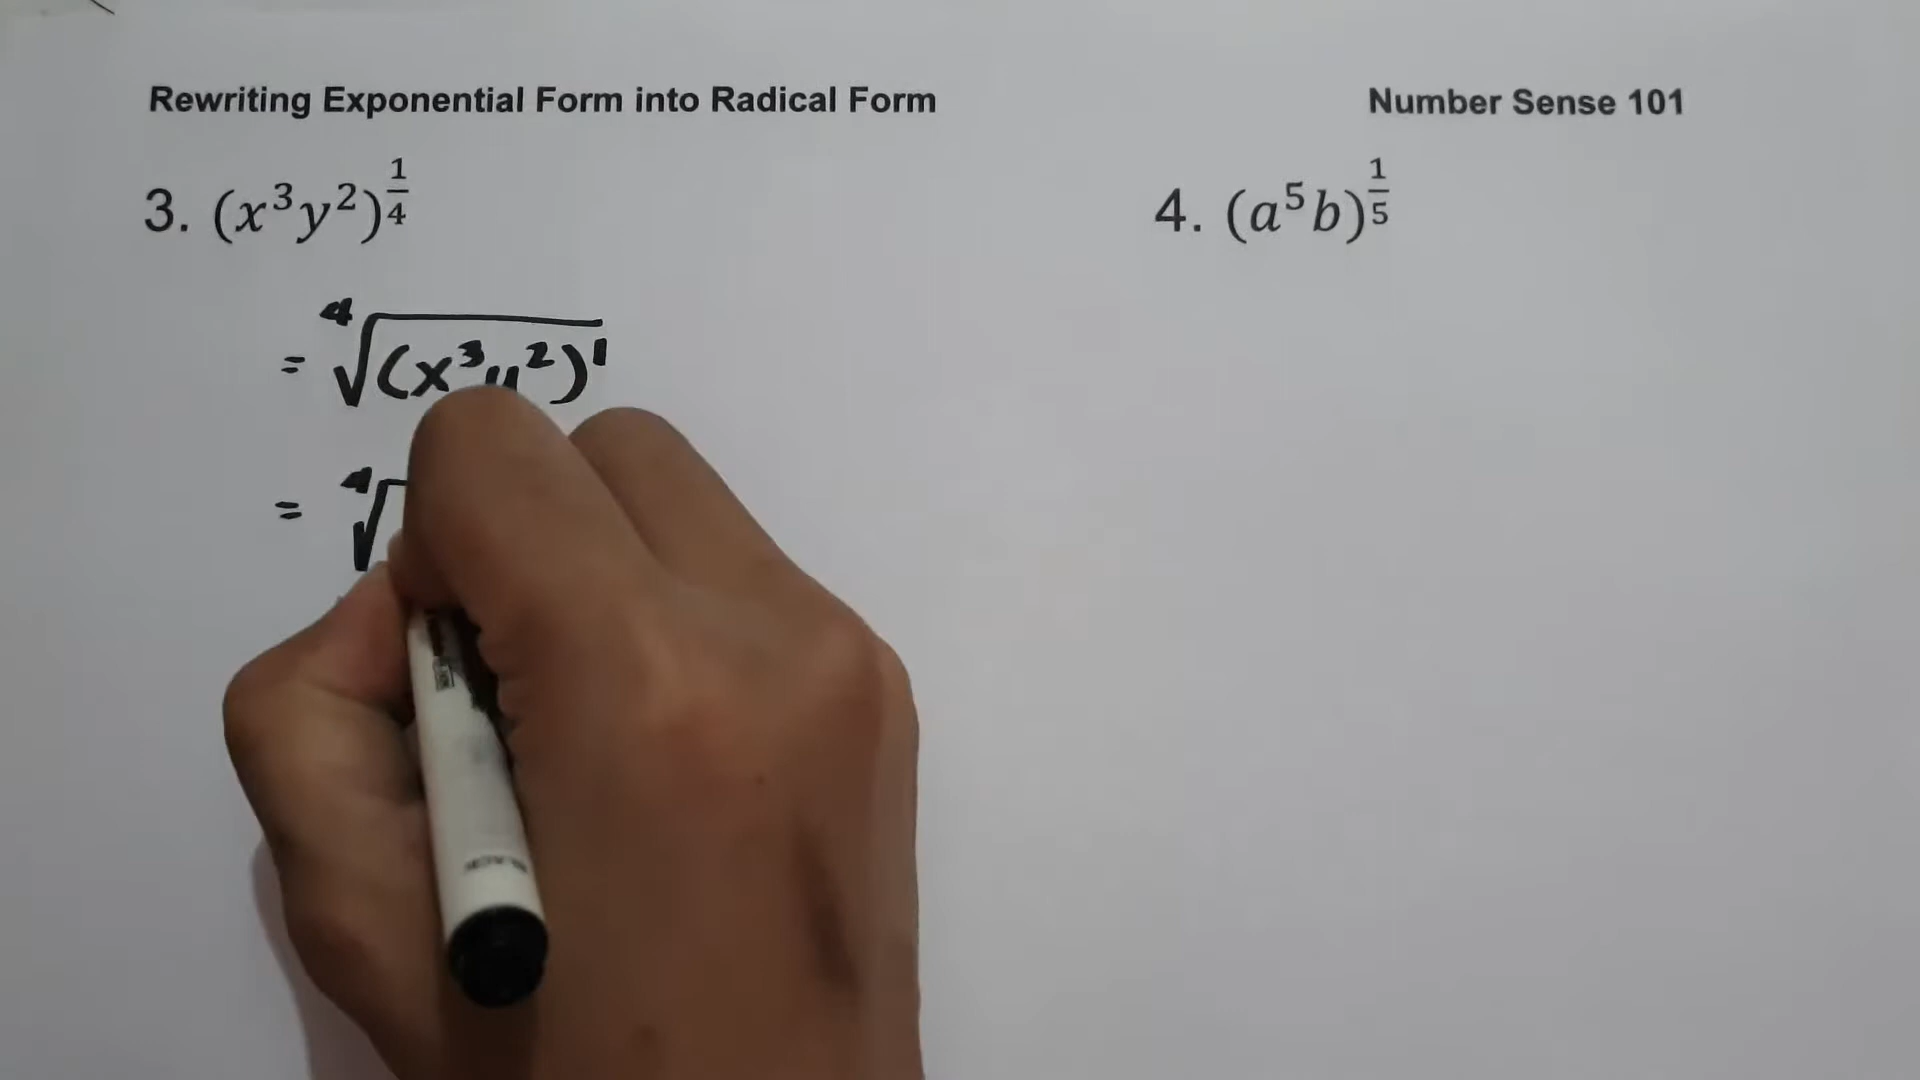 Rewriting Exponential Form into Radical Form
Number Sense 101
3. (x³y²)^(1/4)
4. (a⁵b)^(1/5)
= ⁴√(x³y²)¹
= ⁴√